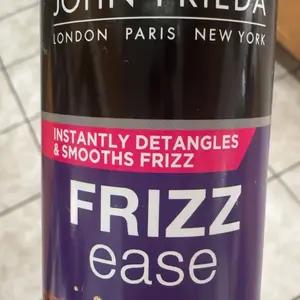 JOHN FRIEDA
LONDON PARIS NEW YORK
INSTANTLY DETANGLES
& SMOOTHS FRIZZ
FRIZZ
ease